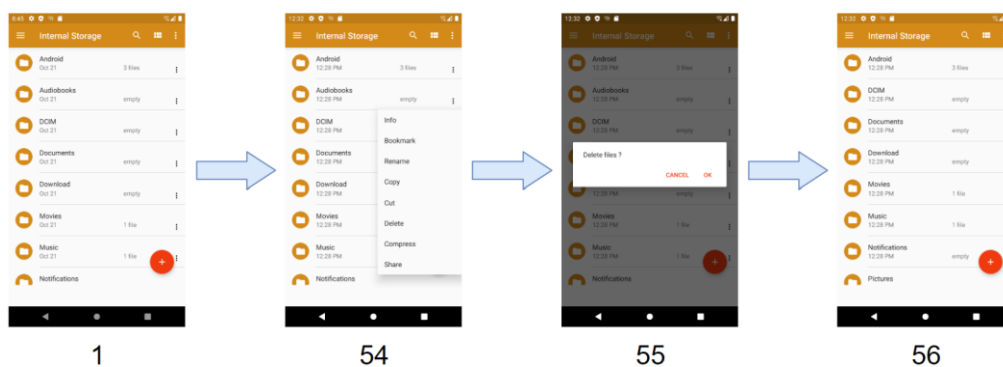 8:45
Internal Storage
Android
Oct 21
3 files
Audiobooks
Oct 21
empty
DCIM
Oct 21
empty
Documents
Oct 21
empty
Download
Oct 21
empty
Movies
Oct 21
1 file
Music
Oct 21
1 file
Notifications
1
12:32
Internal Storage
Android
12:28 PM
3 files
Audiobooks
12:28 PM
empty
DCIM
12:28 PM
Documents
12:28 PM
Download
12:28 PM
Movies
12:28 PM
Music
12:28 PM
Notifications
Info
Bookmark
Rename
Copy
Cut
Delete
Compress
Share
54
12:32
Internal Storage
Android
12:28 PM
3 files
Audiobooks
12:28 PM
empty
DCIM
Delete files ?
CANCEL OK
12:28 PM
empty
Movies
12:28 PM
1 file
Music
12:28 PM
1 file
Notifications
55
12:32
Internal Storage
Android
12:28 PM
3 files
DCIM
12:28 PM
empty
Documents
12:28 PM
empty
Download
12:28 PM
empty
Movies
12:28 PM
1 file
Music
12:28 PM
1 file
Notifications
12:28 PM
empty
Pictures
56